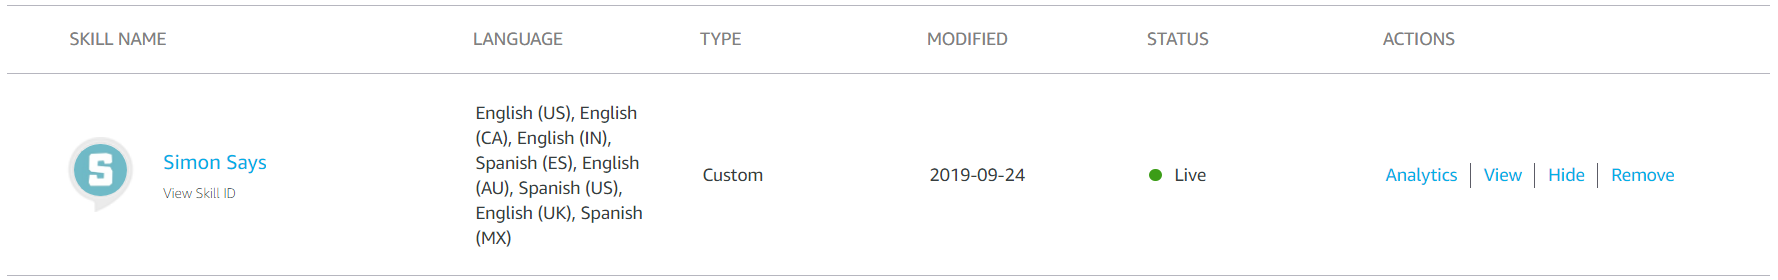 SKILL NAME LANGUAGE TYPE MODIFIED STATUS ACTIONS
S
Simon Says
View Skill ID
English (US), English
(CA), English (IN),
Spanish (ES), English
(AU), Spanish (US),
English (UK), Spanish
(MX)
Custom
2019-09-24
Live
Analytics | View | Hide | Remove